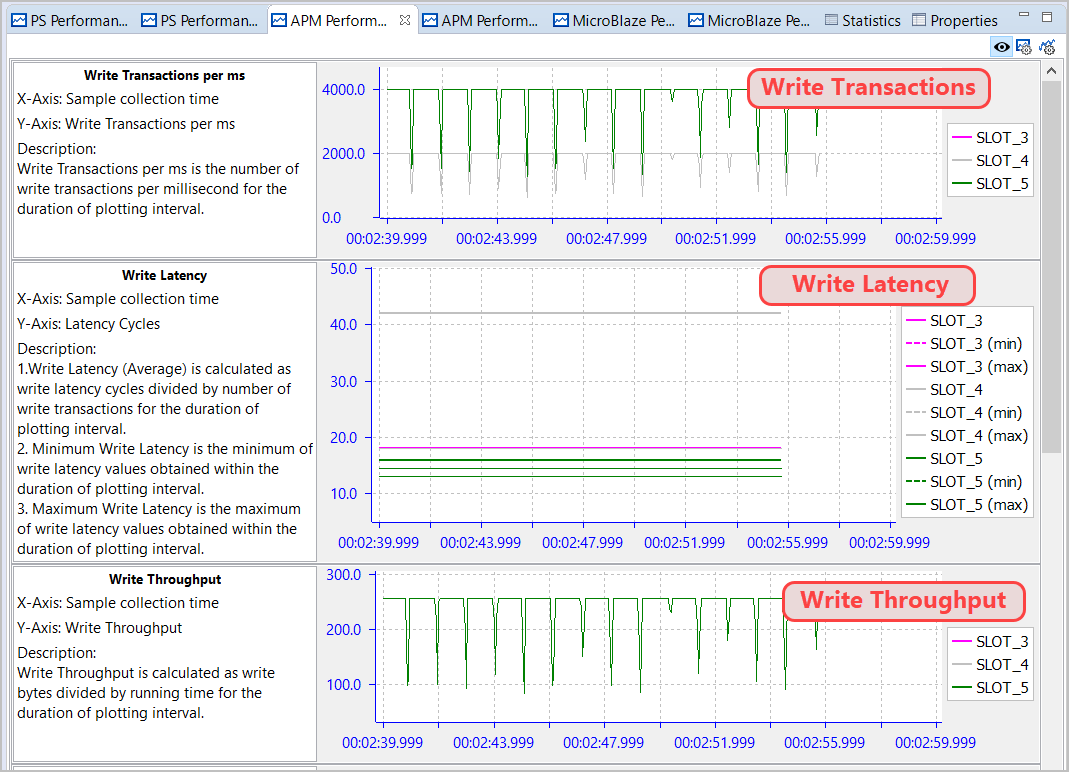 PS Performan... PS Performan... APM Perform... APM Perform... MicroBlaze Pe... MicroBlaze Pe... Statistics Properties
Write Transactions per ms
X-Axis: Sample collection time
Y-Axis: Write Transactions per ms
Description:
Write Transactions per ms is the number of
write transactions per millisecond for the
duration of plotting interval.
Write Transactions
4000.0
2000.0
0.0
00:02:39.999 00:02:43.999 00:02:47.999 00:02:51.999 00:02:55.999 00:02:59.999
SLOT_3
SLOT_4
SLOT_5
Write Latency
X-Axis: Sample collection time
Y-Axis: Latency Cycles
Description:
1.Write Latency (Average) is calculated as
write latency cycles divided by number of
write transactions for the duration of
plotting interval.
2. Minimum Write Latency is the minimum of
write latency values obtained within the
duration of plotting interval.
3. Maximum Write Latency is the maximum
of write latency values obtained within the
duration of plotting interval.
Write Latency
50.0
40.0
30.0
20.0
10.0
00:02:39.999 00:02:43.999 00:02:47.999 00:02:51.999 00:02:55.999 00:02:59.999
SLOT_3
SLOT_3 (min)
SLOT_3 (max)
SLOT_4
SLOT_4 (min)
SLOT_4 (max)
SLOT_5
SLOT_5 (min)
SLOT_5 (max)
Write Throughput
X-Axis: Sample collection time
Y-Axis: Write Throughput
Description:
Write Throughput is calculated as write
bytes divided by running time for the
duration of plotting interval.
Write Throughput
300.0
200.0
100.0
00:02:39.999 00:02:43.999 00:02:47.999 00:02:51.999 00:02:55.999 00:02:59.999
SLOT_3
SLOT_4
SLOT_5